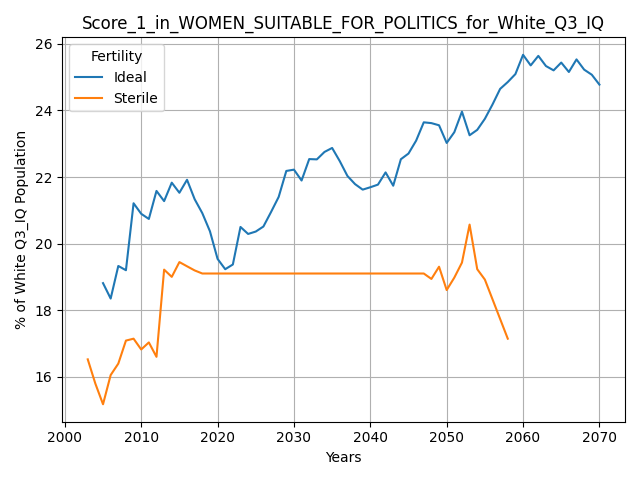 Score_1_in_WOMEN_SUITABLE_FOR_POLITICS_for_White_Q3_IQ
Fertility
Ideal
Sterile
% of White Q3_IQ Population
26
24
22
20
18
16
2000 2010 2020 2030 2040 2050 2060 2070
Years